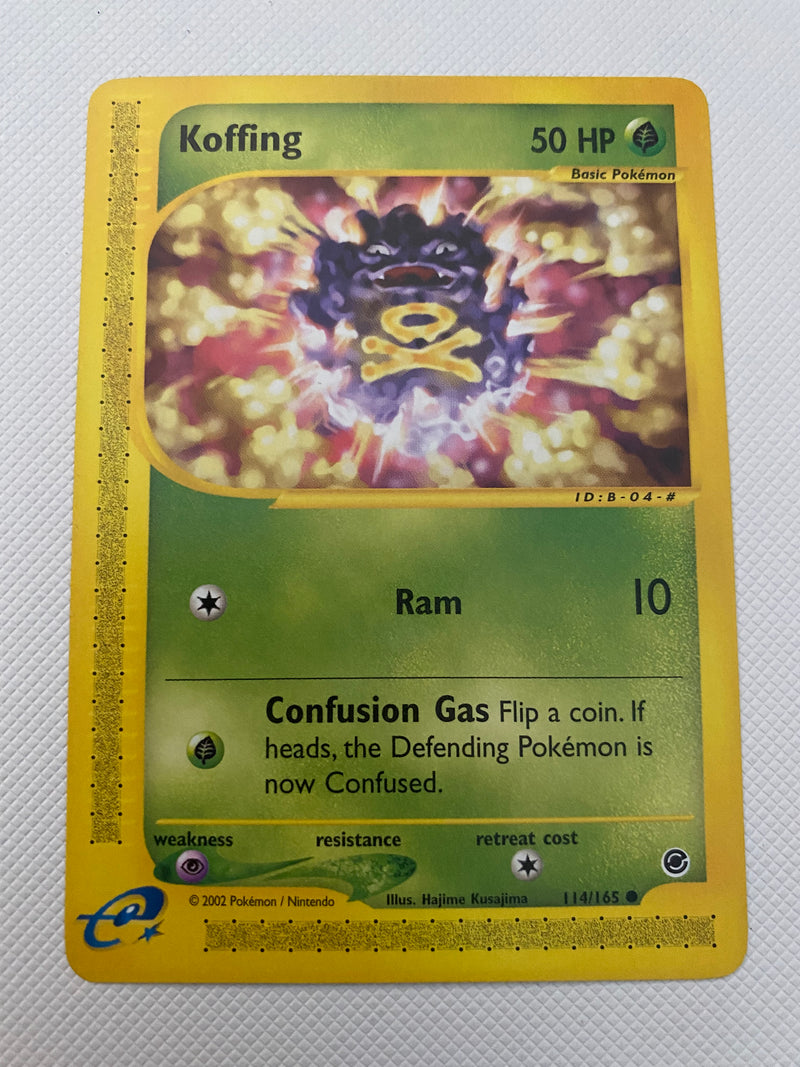 Koffing 50 HP
Basic Pokémon
ID:B-04-#
Ram 10
Confusion Gas Flip a coin. If
heads, the Defending Pokémon is
now Confused.
weakness resistance retreat cost
© 2002 Pokémon / Nintendo Illus. Hajime Kusajima 114/165